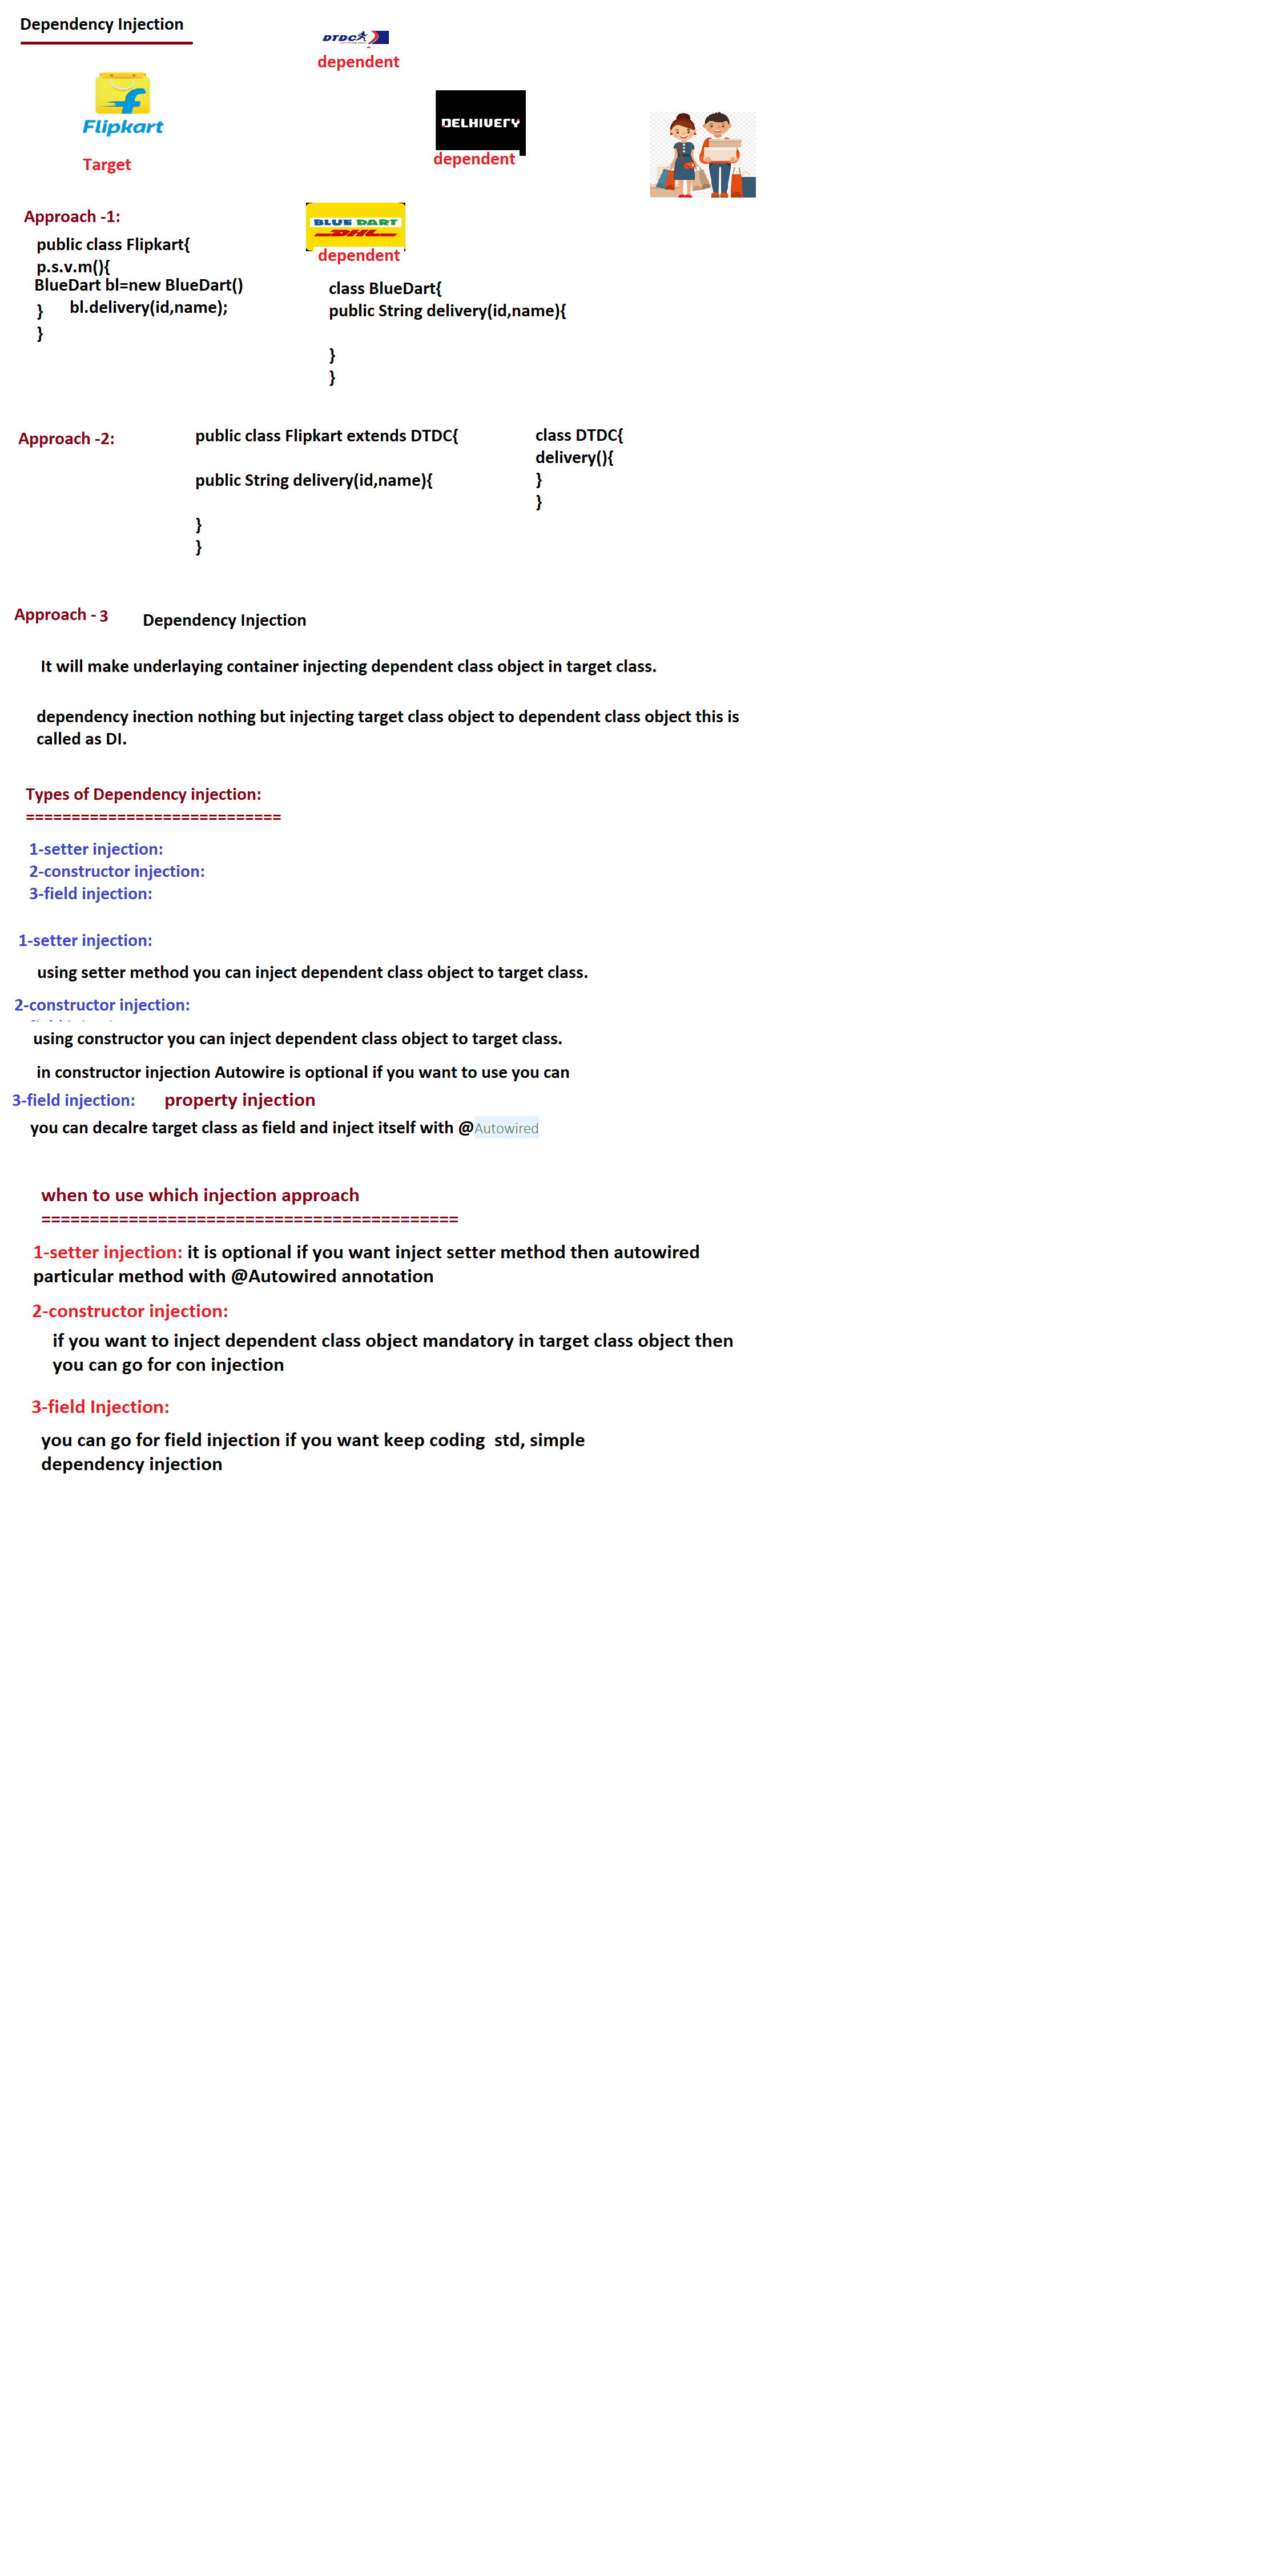 Dependency Injection
DTDC
dependent
Flipkart
Target
DELHIVERY
dependent
Approach -1:
public class Flipkart{
p.s.v.m(){
BlueDart bl=new BlueDart()
bl.delivery(id,name);
}
}
BLUE DART
DHL
dependent
class BlueDart{
public String delivery(id,name){
}
}
Approach -2:
public class Flipkart extends DTDC{
public String delivery(id,name){
}
}
class DTDC{
delivery(){
}
}
Approach - 3
Dependency Injection
It will make underlaying container injecting dependent class object in target class.
dependency inection nothing but injecting target class object to dependent class object this is
called as DI.
Types of Dependency injection:
============================
1-setter injection:
2-constructor injection:
3-field injection:
1-setter injection:
using setter method you can inject dependent class object to target class.
2-constructor injection:
using constructor you can inject dependent class object to target class.
in constructor injection Autowire is optional if you want to use you can
3-field injection: property injection
you can decalre target class as field and inject itself with @Autowired
when to use which injection approach
===========================================
1-setter injection: it is optional if you want inject setter method then autowired
particular method with @Autowired annotation
2-constructor injection:
if you want to inject dependent class object mandatory in target class object then
you can go for con injection
3-field Injection:
you can go for field injection if you want keep coding  std, simple
dependency injection